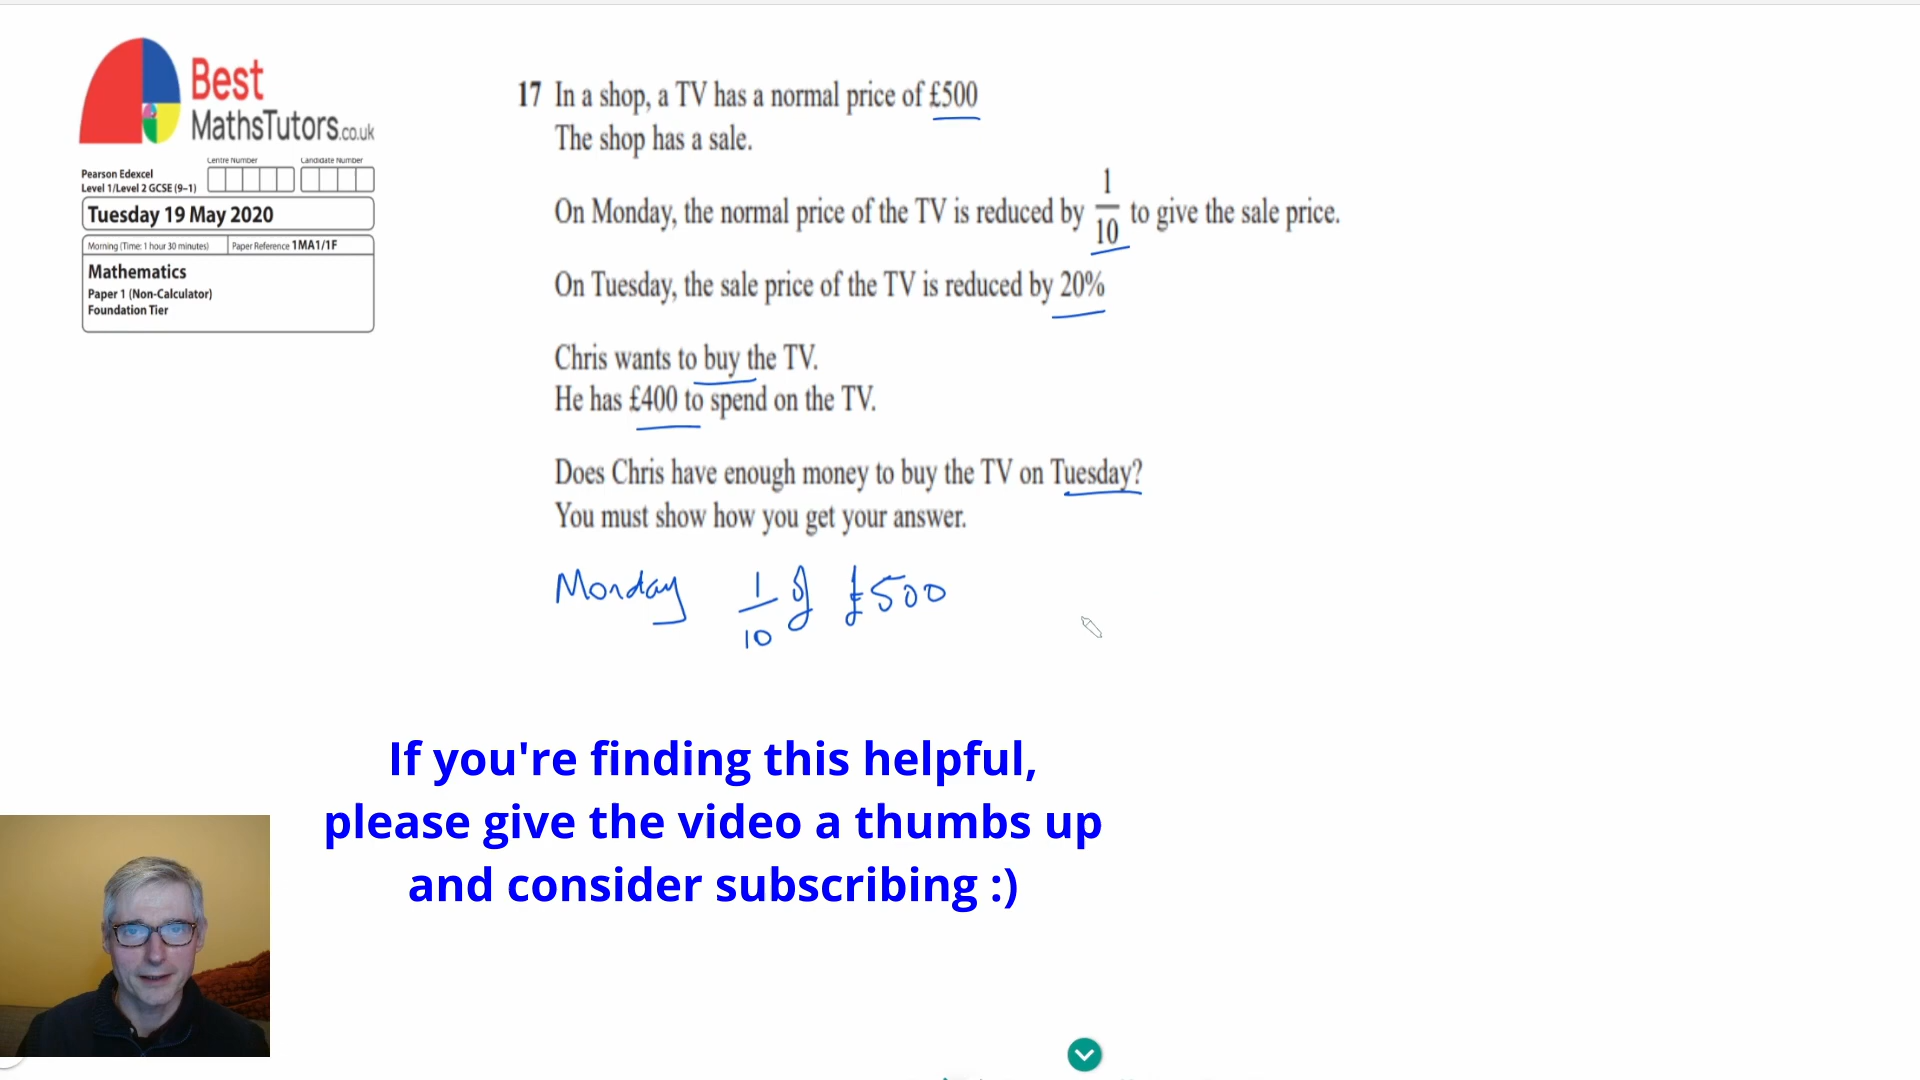 Best
MathsTutors.co.uk
Centre Number
Candidate Number
Pearson Edexcel
Level 1/Level 2 GCSE (9–1)
Tuesday 19 May 2020
Morning (Time: 1 hour 30 minutes)
Paper Reference 1MA1/1F
Mathematics
Paper 1 (Non-Calculator)
Foundation Tier
17 In a shop, a TV has a normal price of £500
The shop has a sale.
On Monday, the normal price of the TV is reduced by 1/10 to give the sale price.
On Tuesday, the sale price of the TV is reduced by 20%
Chris wants to buy the TV.
He has £400 to spend on the TV.
Does Chris have enough money to buy the TV on Tuesday?
You must show how you get your answer.
Monday 1/10 of £500
If you're finding this helpful,
please give the video a thumbs up
and consider subscribing :)